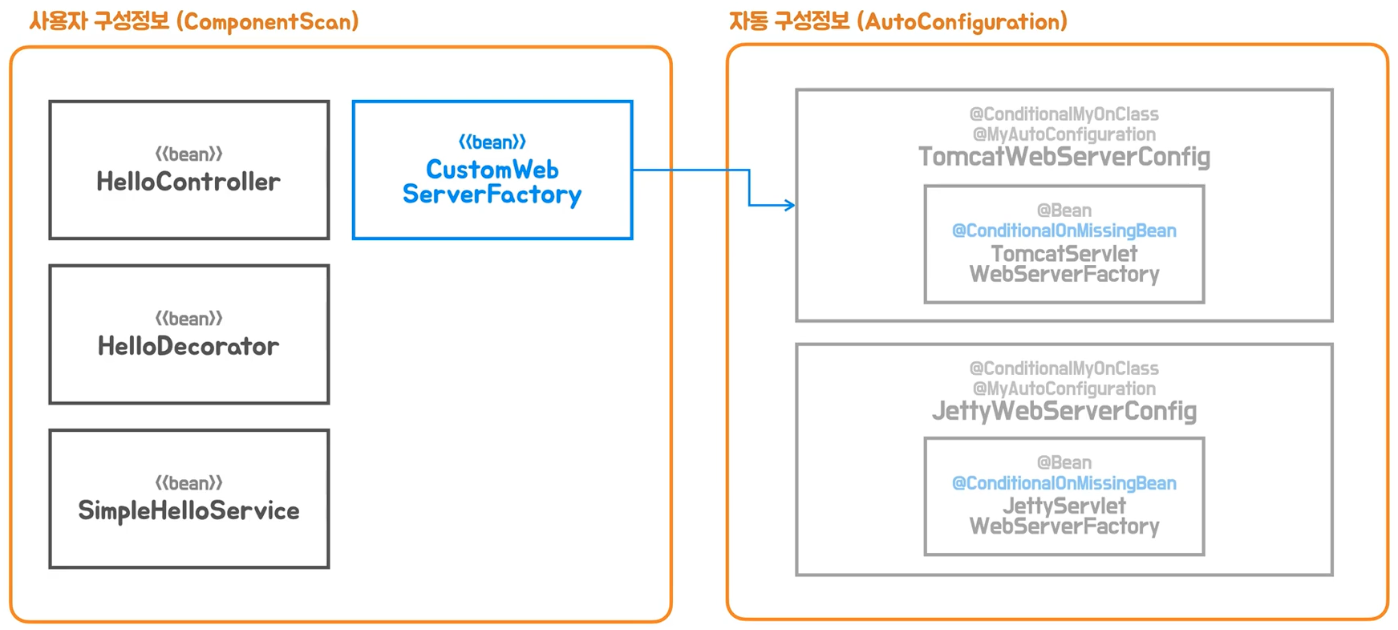 사용자 구성정보 (ComponentScan)
⟪bean⟫
HelloController
⟪bean⟫
CustomWeb
ServerFactory
⟪bean⟫
HelloDecorator
⟪bean⟫
SimpleHelloService
자동 구성정보 (AutoConfiguration)
@ConditionalMyOnClass
@MyAutoConfiguration
TomcatWebServerConfig
@Bean
@ConditionalOnMissingBean
TomcatServlet
WebServerFactory
@ConditionalMyOnClass
@MyAutoConfiguration
JettyWebServerConfig
@Bean
@ConditionalOnMissingBean
JettyServlet
WebServerFactory